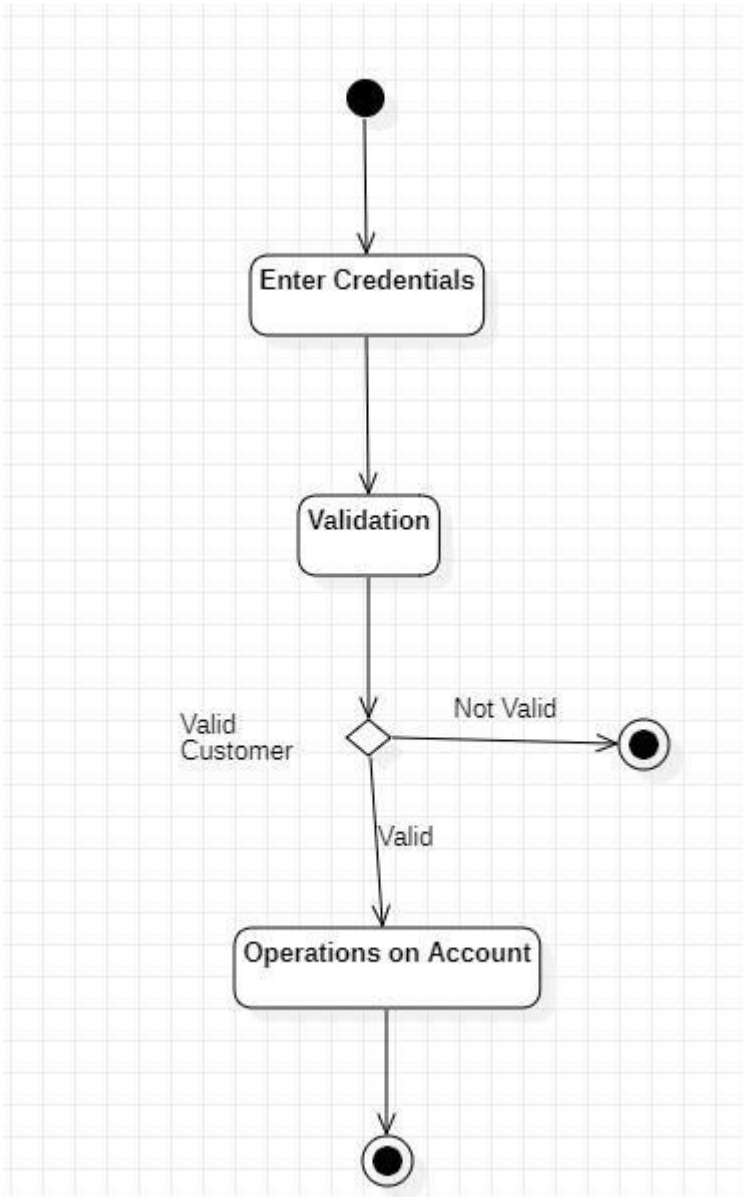 Enter Credentials
Validation
Not Valid
Valid
Customer
Valid
Operations on Account